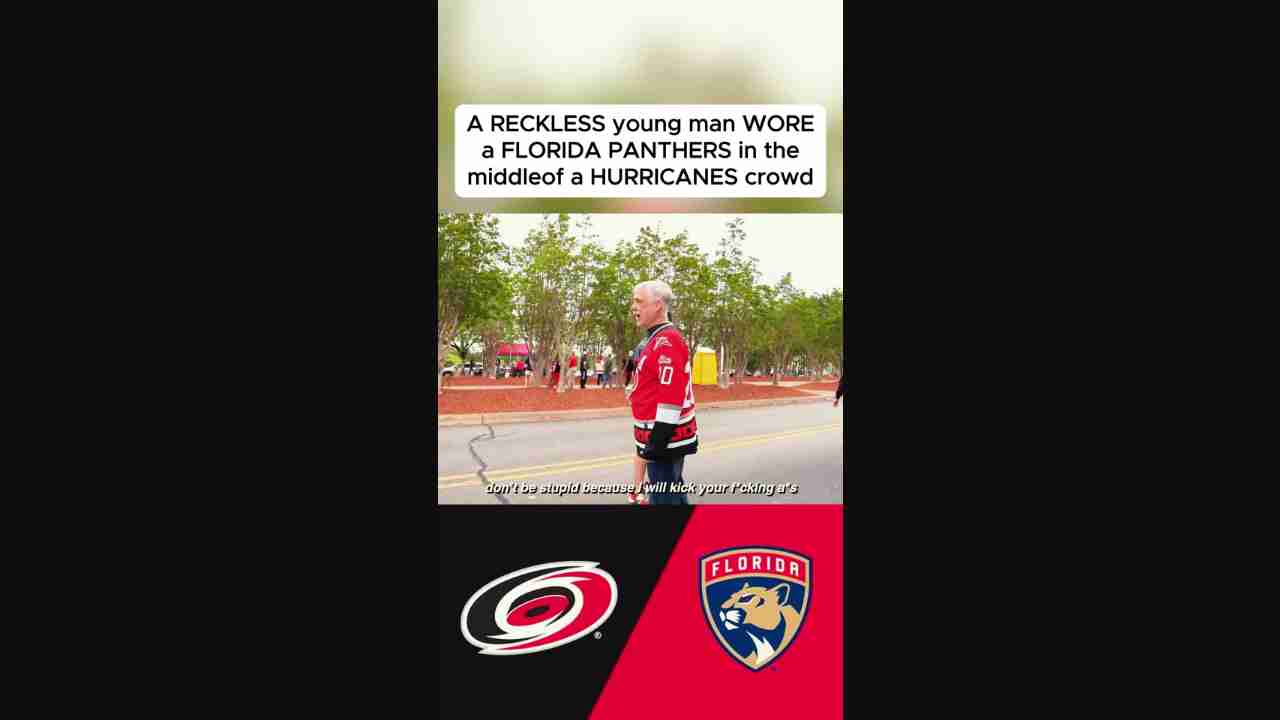 A RECKLESS young man WORE
a FLORIDA PANTHERS in the
middleof a HURRICANES crowd
10
don't be stupid because I will kick your f*cking a*s
FLORIDA
®